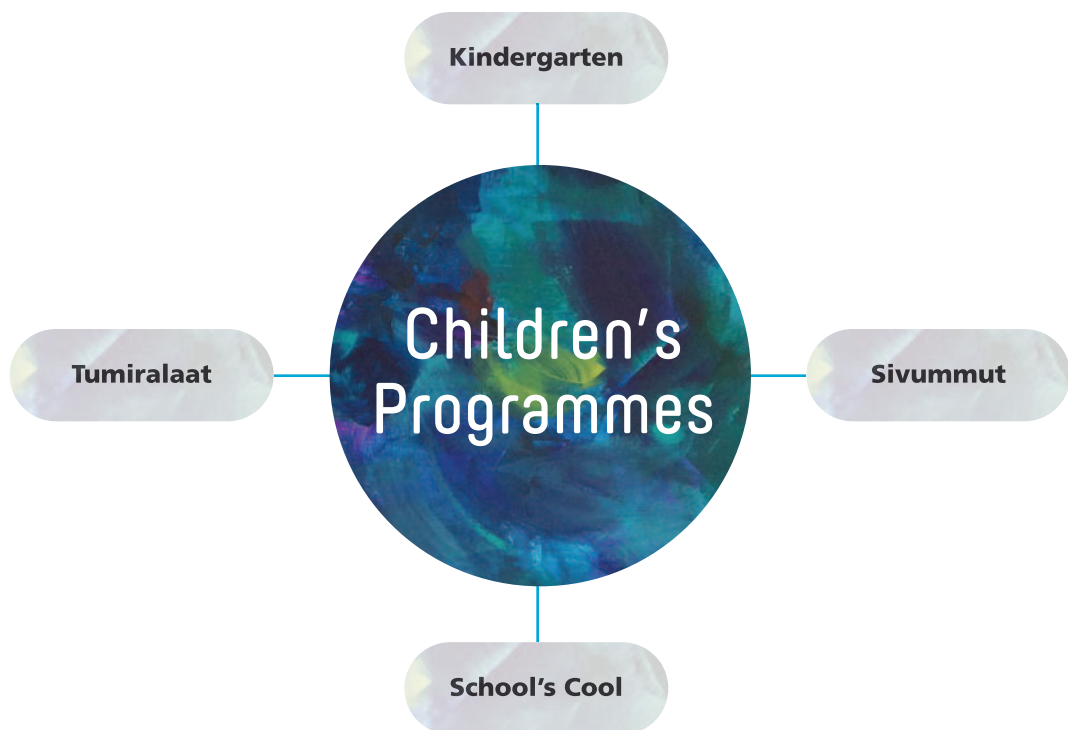 Kindergarten
Tumiralaat
Children's
Programmes
Sivummut
School's Cool